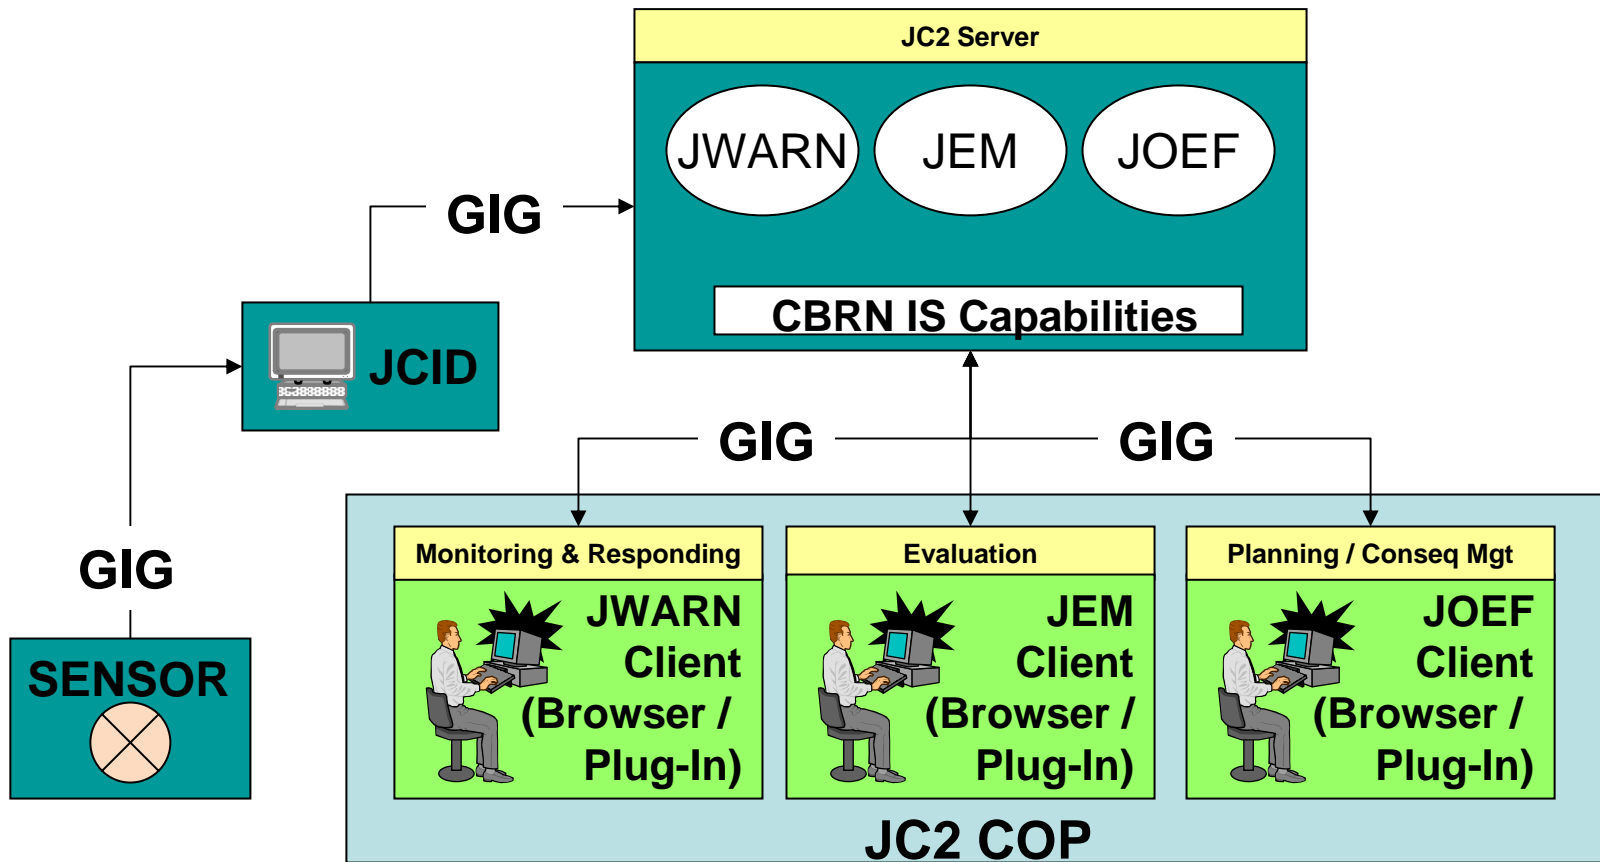 JC2 Server
JWARN
JEM
JOEF
CBRN IS Capabilities
GIG
JCID
GIG
GIG
GIG
SENSOR
Monitoring & Responding
JWARN
Client
(Browser /
Plug-In)
Evaluation
JEM
Client
(Browser /
Plug-In)
Planning / Conseq Mgt
JOEF
Client
(Browser /
Plug-In)
JC2 COP